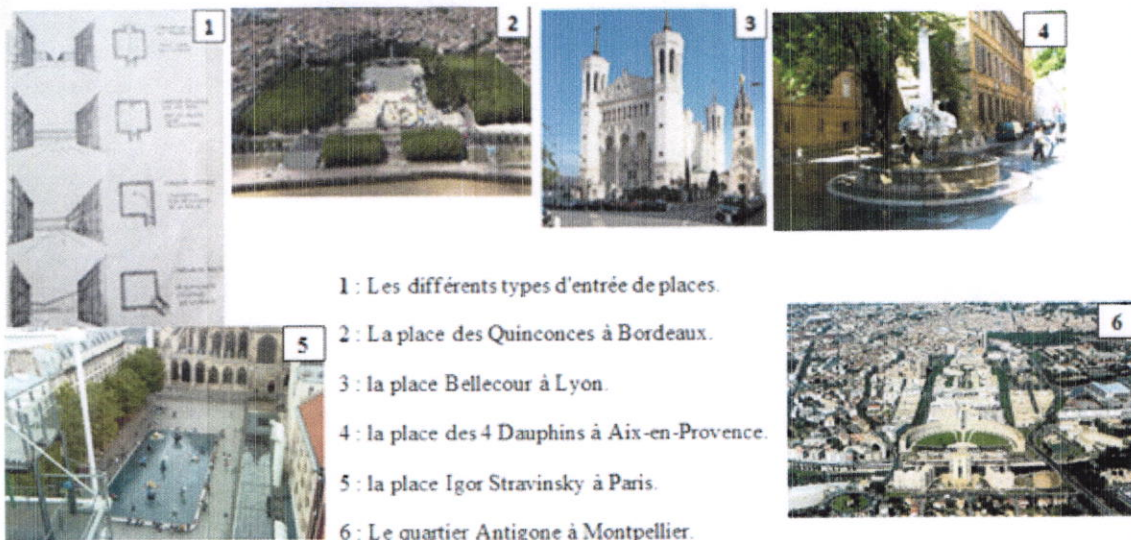 1
2
3
4
5
6
1 : Les différents types d'entrée de places.
2 : La place des Quinconces à Bordeaux.
3 : la place Bellecour à Lyon.
4 : la place des 4 Dauphins à Aix-en-Provence.
5 : la place Igor Stravinsky à Paris.
6 : Le quartier Antigone à Montpellier.